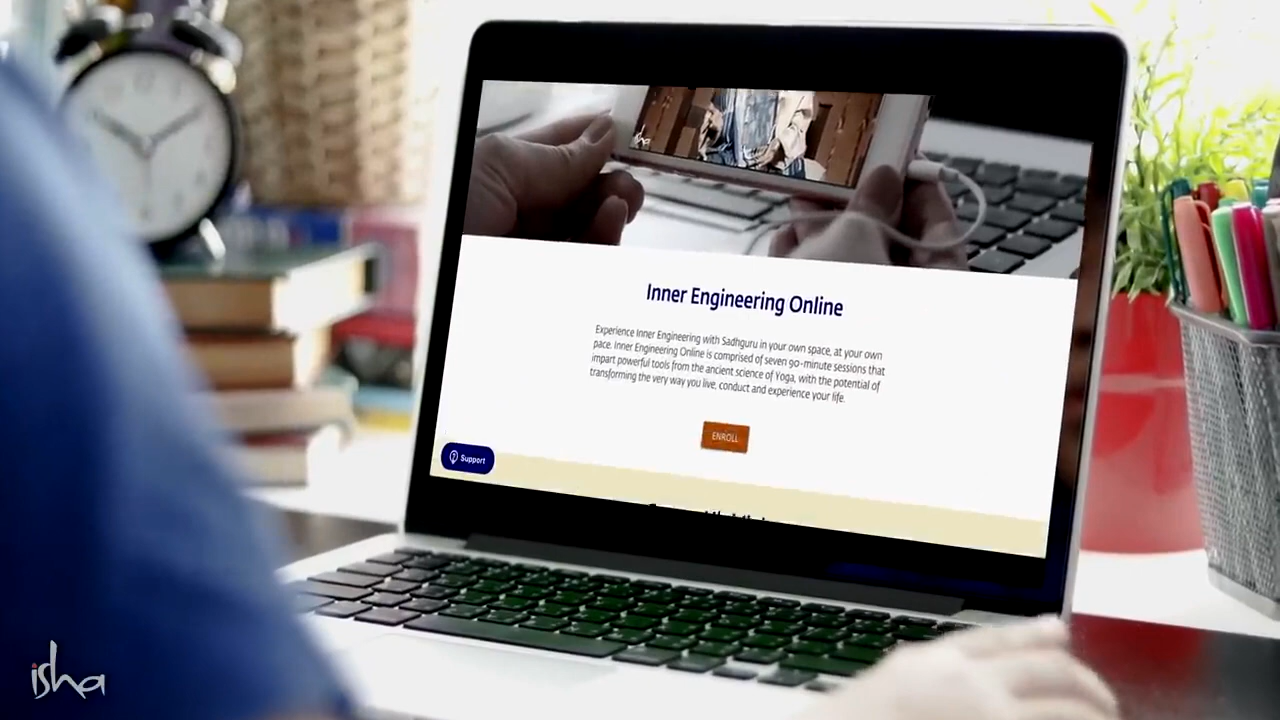 isha
Inner Engineering Online
Experience Inner Engineering with Sadhguru in your own space, at your own
pace. Inner Engineering Online is comprised of seven 90-minute sessions that
impart powerful tools from the ancient science of Yoga, with the potential of
transforming the very way you live, conduct and experience your life.
ENROLL
Support
isha